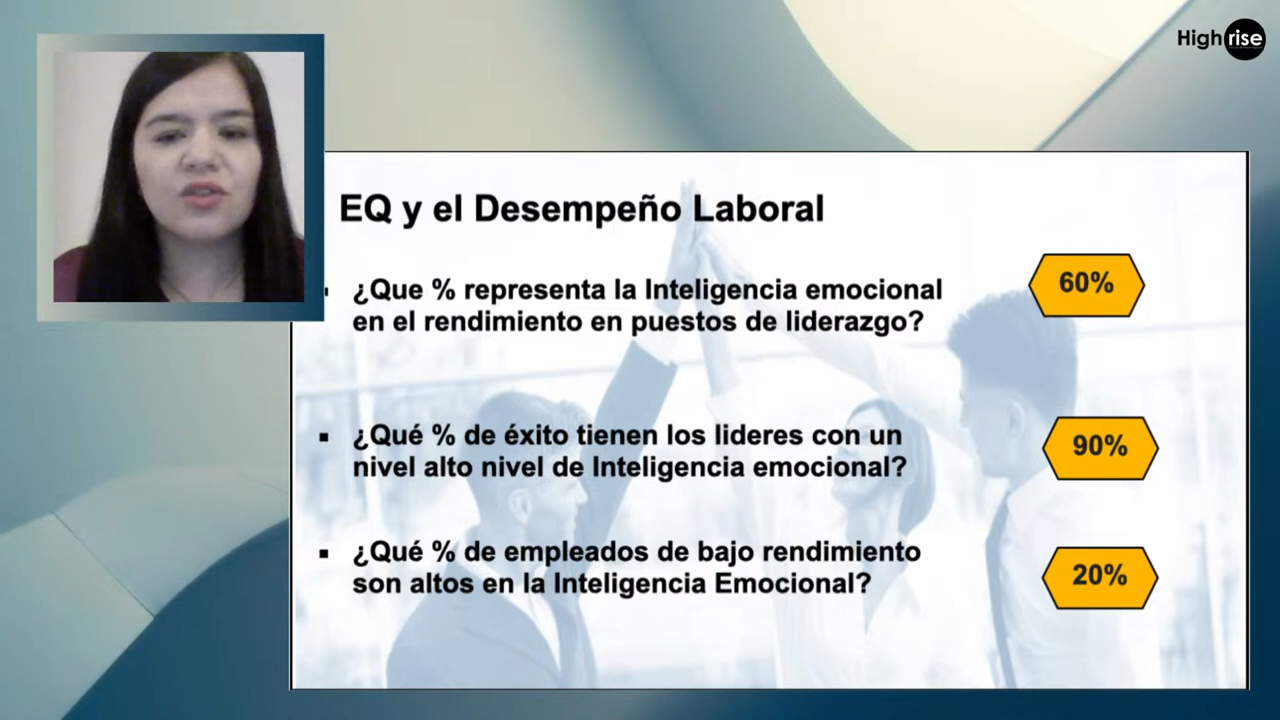 High rise
EQ y el Desempeño Laboral
¿Que % representa la Inteligencia emocional
en el rendimiento en puestos de liderazgo?
60%
¿Qué % de éxito tienen los lideres con un
nivel alto nivel de Inteligencia emocional?
90%
¿Qué % de empleados de bajo rendimiento
son altos en la Inteligencia Emocional?
20%